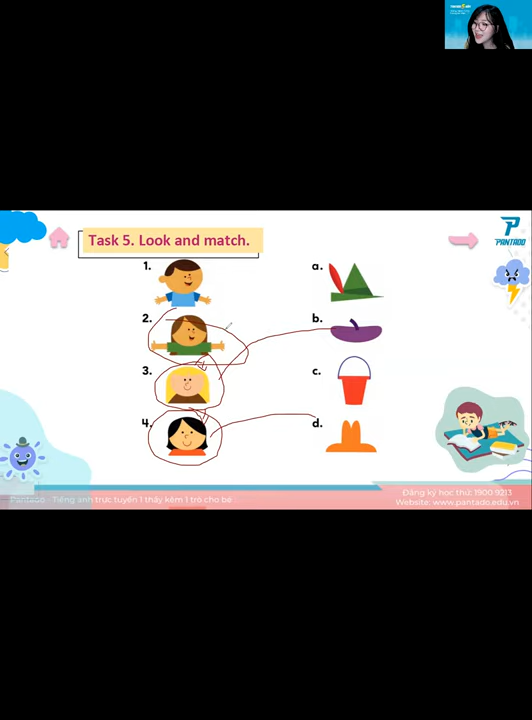 Task 5. Look and match.
PANTADO
1.
a.
2.
b.
3.
c.
4.
d.
Pantado - Tiếng anh trực tuyến 1 thầy kèm 1 trò cho bé
Đăng ký học thử: 1900 9213
Website: www.pantado.edu.vn